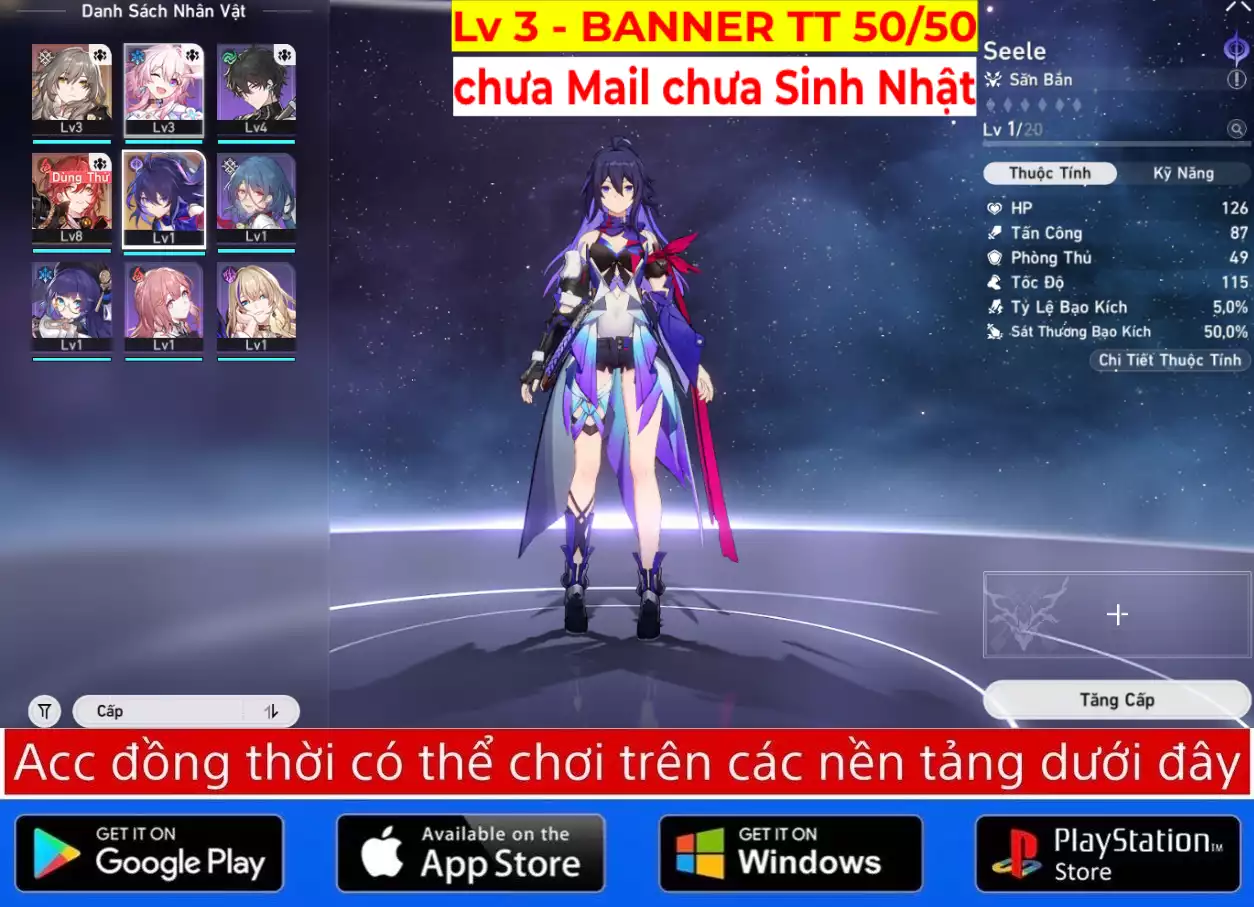 Danh Sách Nhân Vật
Lv 3 - BANNER TT 50/50
chưa Mail chưa Sinh Nhật
Lv3
Lv3
Lv4
Dùng Thử
Lv8
Lv1
Lv1
Lv1
Lv1
Lv1
Seele
Săn Bắn
Lv 1/20
Thuộc Tính
Kỹ Năng
HP 126
Tấn Công 87
Phòng Thủ 49
Tốc Độ 115
Tỷ Lệ Bạo Kích 5,0%
Sát Thương Bạo Kích 50,0%
Chi Tiết Thuộc Tính
Cấp
Tăng Cấp
Acc đồng thời có thể chơi trên các nền tảng dưới đây
GET IT ON
Google Play
Available on the
App Store
GET IT ON
Windows
PlayStation™
Store